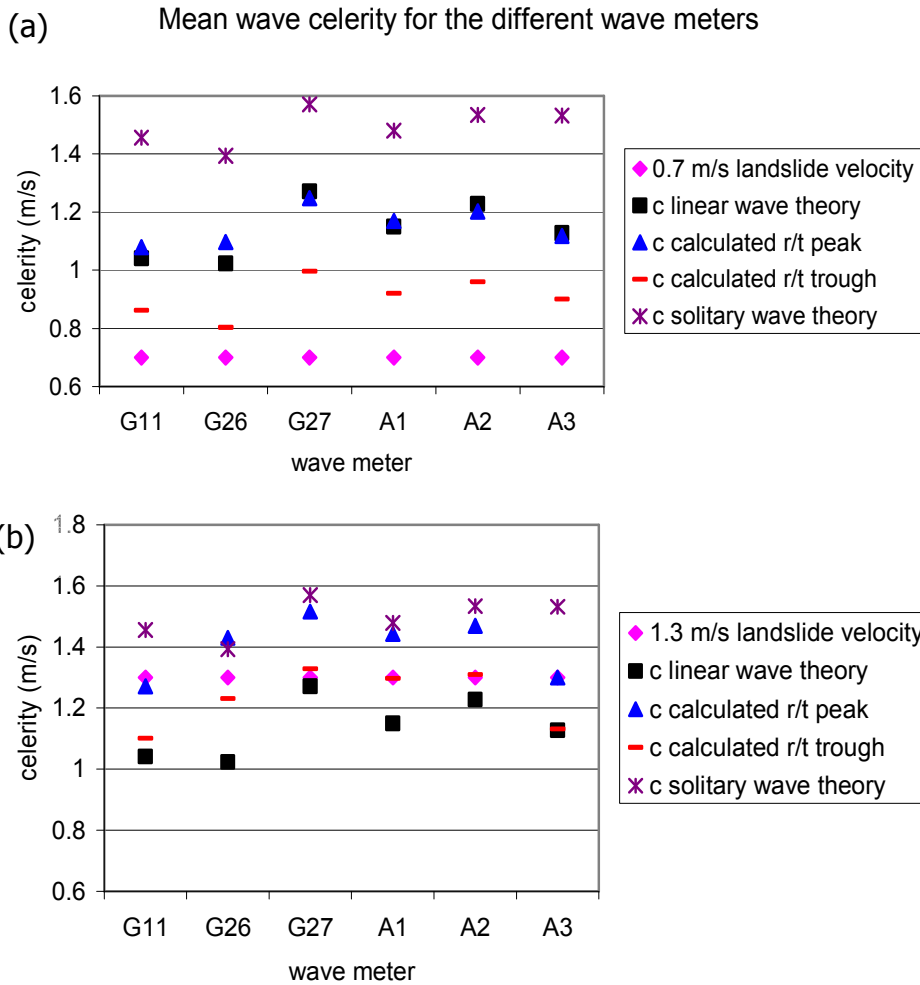 (a)
Mean wave celerity for the different wave meters
1.6
1.4
1.2
1
0.8
0.6
celerity (m/s)
G11 G26 G27 A1 A2 A3
wave meter
0.7 m/s landslide velocity
c linear wave theory
c calculated r/t peak
c calculated r/t trough
c solitary wave theory
(b)
1.8
1.6
1.4
1.2
1
0.8
0.6
celerity (m/s)
G11 G26 G27 A1 A2 A3
wave meter
1.3 m/s landslide velocity
c linear wave theory
c calculated r/t peak
c calculated r/t trough
c solitary wave theory